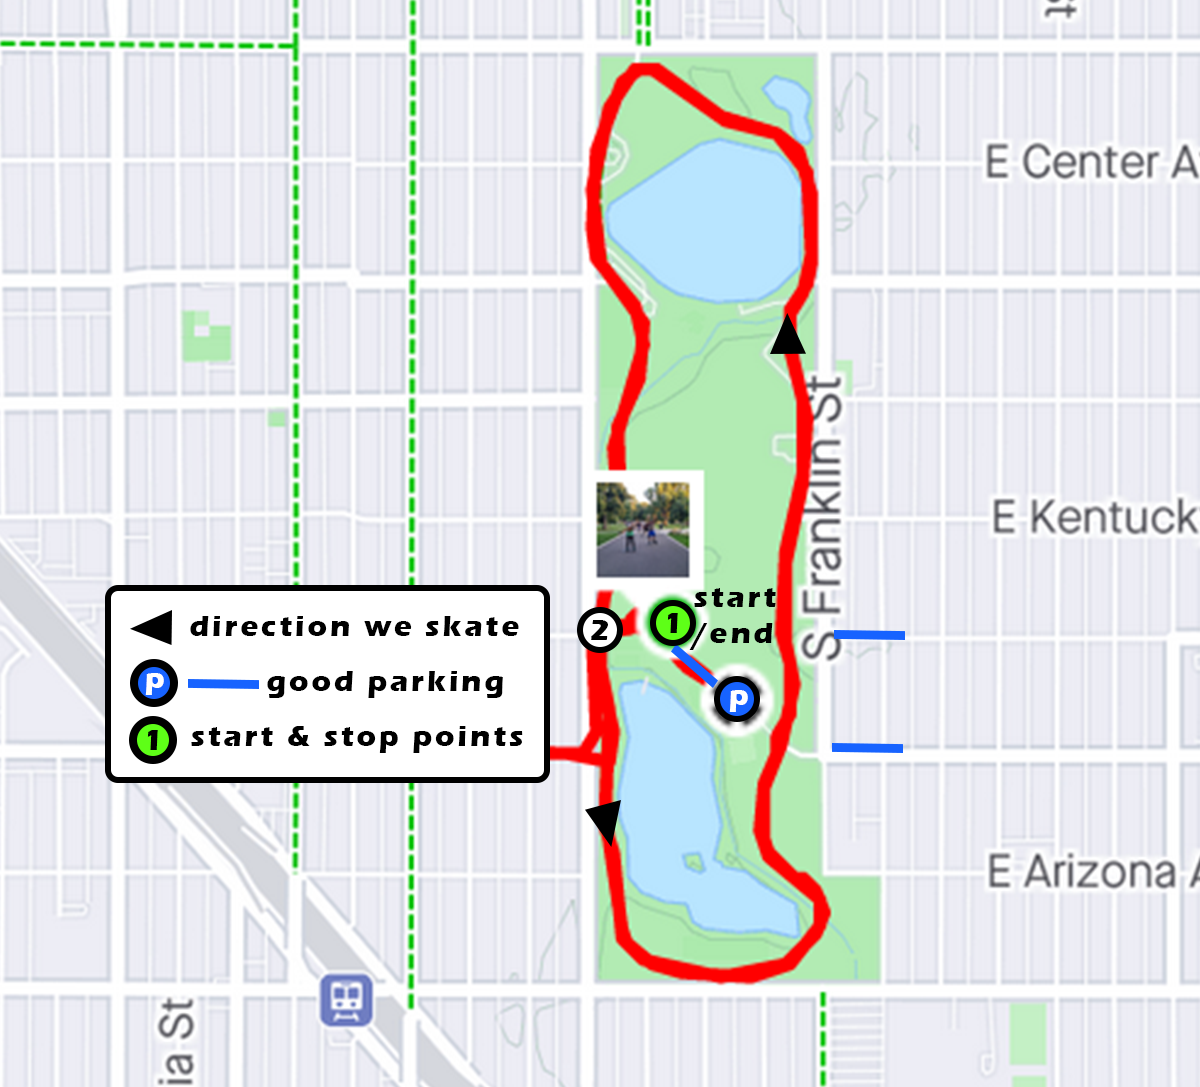 st
E Center A
S Franklin St
E Kentuck
start
1
/end
2
P
direction we skate
P good parking
1 start & stop points
E Arizona A
ia St